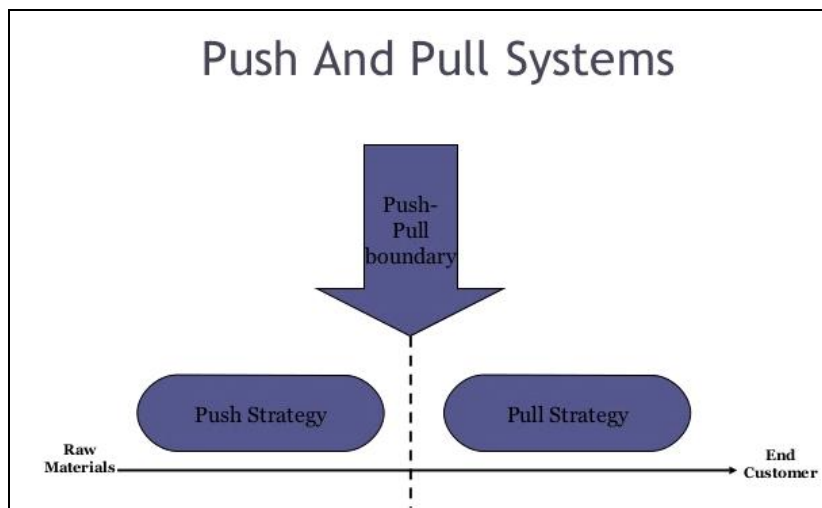 Push And Pull Systems
Push-
Pull
boundary
Push Strategy
Pull Strategy
Raw
Materials
End
Customer